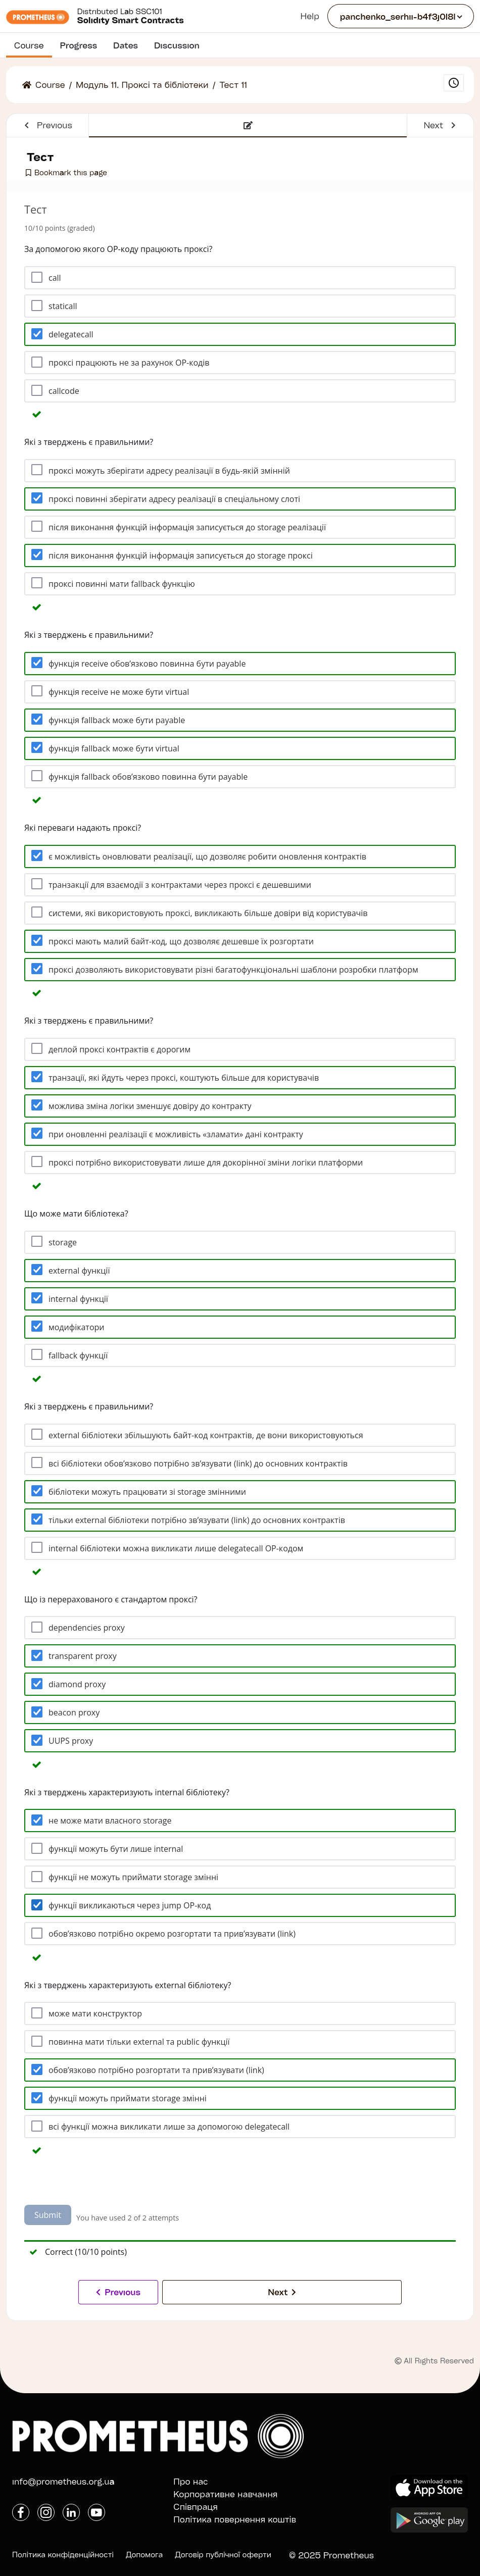 PROMETHEUS
Distributed Lab SSC101
Solidity Smart Contracts
Help
panchenko_serhii-b4f3j0l8l
Course
Progress
Dates
Discussion
Course / Модуль 11. Проксі та бібліотеки / Тест 11
Previous
Next
Тест
Bookmark this page
Тест
10/10 points (graded)
За допомогою якого OP-коду працюють проксі?
call
staticall
delegatecall
проксі працюють не за рахунок OP-кодів
callcode
Які з тверджень є правильними?
проксі можуть зберігати адресу реалізації в будь-якій змінній
проксі повинні зберігати адресу реалізації в спеціальному слоті
після виконання функцій інформація записується до storage реалізації
після виконання функцій інформація записується до storage проксі
проксі повинні мати fallback функцію
Які з тверджень є правильними?
функція receive обов'язково повинна бути payable
функція receive не може бути virtual
функція fallback може бути payable
функція fallback може бути virtual
функція fallback обов'язково повинна бути payable
Які переваги надають проксі?
є можливість оновлювати реалізації, що дозволяє робити оновлення контрактів
транзакції для взаємодії з контрактами через проксі є дешевшими
системи, які використовують проксі, викликають більше довіри від користувачів
проксі мають малий байт-код, що дозволяє дешевше їх розгортати
проксі дозволяють використовувати різні багатофункціональні шаблони розробки платформ
Які з тверджень є правильними?
деплой проксі контрактів є дорогим
транзації, які йдуть через проксі, коштують більше для користувачів
можлива зміна логіки зменшує довіру до контракту
при оновленні реалізації є можливість «зламати» дані контракту
проксі потрібно використовувати лише для докорінної зміни логіки платформи
Що може мати бібліотека?
storage
external функції
internal функції
модифікатори
fallback функції
Які з тверджень є правильними?
external бібліотеки збільшують байт-код контрактів, де вони використовуються
всі бібліотеки обов'язково потрібно зв'язувати (link) до основних контрактів
бібліотеки можуть працювати зі storage змінними
тільки external бібліотеки потрібно зв'язувати (link) до основних контрактів
internal бібліотеки можна викликати лише delegatecall OP-кодом
Що із перерахованого є стандартом проксі?
dependencies proxy
transparent proxy
diamond proxy
beacon proxy
UUPS proxy
Які з тверджень характеризують internal бібліотеку?
не може мати власного storage
функції можуть бути лише internal
функції не можуть приймати storage змінні
функції викликаються через jump OP-код
обов'язково потрібно окремо розгортати та прив'язувати (link)
Які з тверджень характеризують external бібліотеку?
може мати конструктор
повинна мати тільки external та public функції
обов'язково потрібно розгортати та прив'язувати (link)
функції можуть приймати storage змінні
всі функції можна викликати лише за допомогою delegatecall
Submit
You have used 2 of 2 attempts
Correct (10/10 points)
Previous
Next
© All Rights Reserved
PROMETHEUS
info@prometheus.org.ua
Про нас
Корпоративне навчання
Співпраця
Політика повернення коштів
Download on the
App Store
ANDROID APP ON
Google play
Політика конфіденційності
Допомога
Договір публічної оферти
© 2025 Prometheus